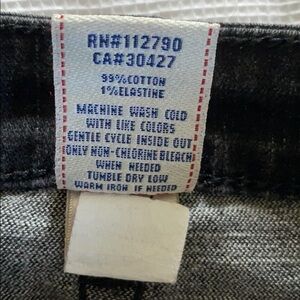 RN#112790
CA#30427
99%COTTON
1%ELASTINE
MACHINE WASH COLD
WITH LIKE COLORS
GENTLE CYCLE INSIDE OUT
ONLY NON-CHLORINE BLEACH
WHEN NEEDED
TUMBLE DRY LOW
WARM IRON IF NEEDED